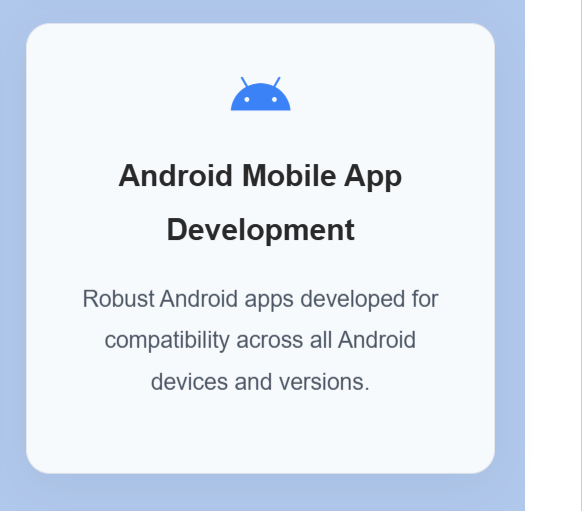 Android Mobile App
Development
Robust Android apps developed for
compatibility across all Android
devices and versions.